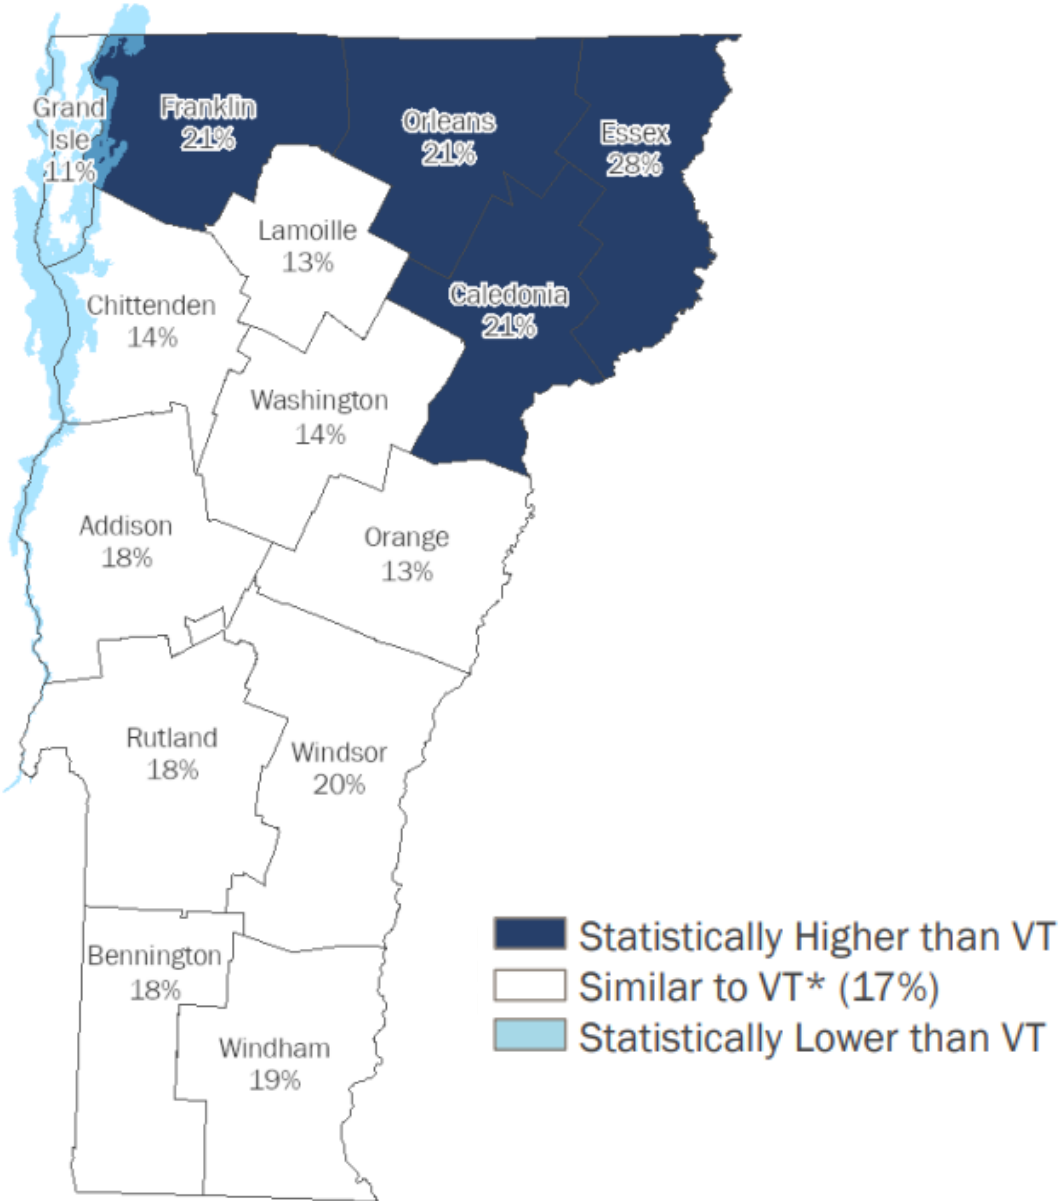 Grand
Isle
11%
Franklin
21%
Orleans
21%
Essex
28%
Lamoille
13%
Caledonia
21%
Chittenden
14%
Washington
14%
Addison
18%
Orange
13%
Rutland
18%
Windsor
20%
Bennington
18%
Windham
19%
Statistically Higher than VT
Similar to VT* (17%)
Statistically Lower than VT